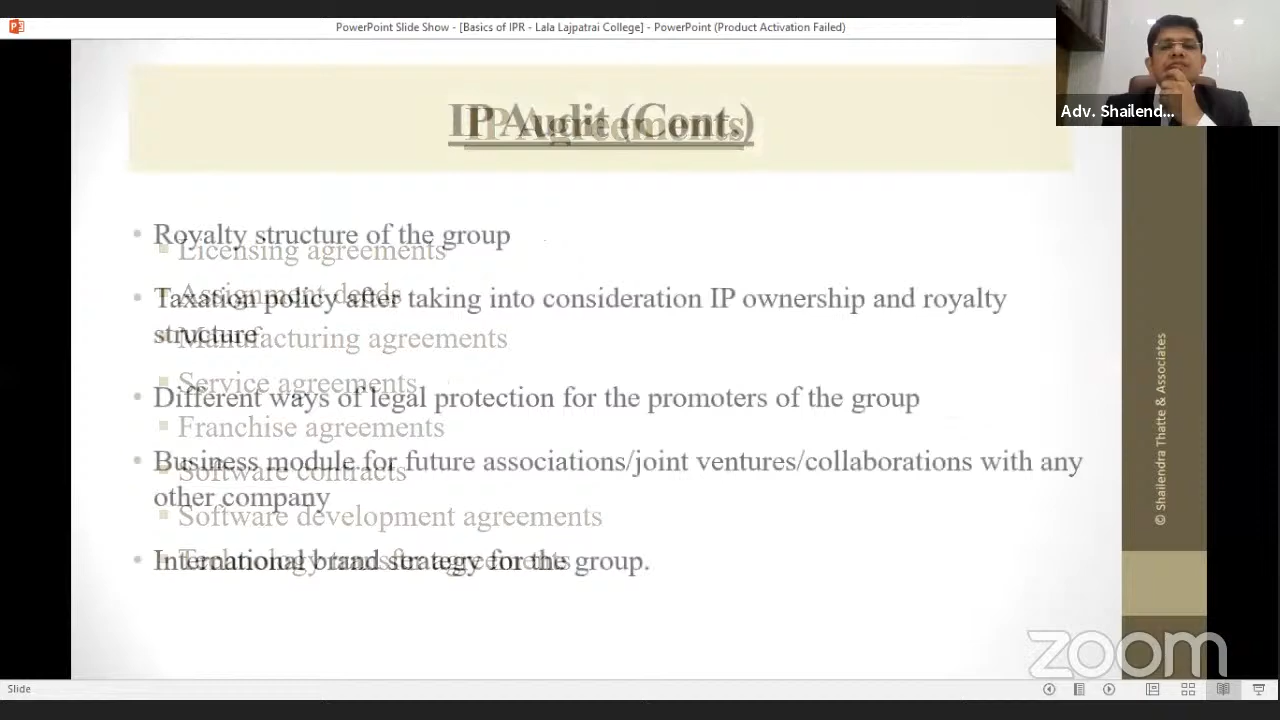 PowerPoint Slide Show - [Basics of IPR - Lala Lajpatrai College] - PowerPoint (Product Activation Failed)
Adv. Shailend...
IP Audit (Cont.)
IP Agreements
• Royalty structure of the group
• Taxation policy after taking into consideration IP ownership and royalty
structure
• Different ways of legal protection for the promoters of the group
• Business module for future associations/joint ventures/collaborations with any
other company
• International brand strategy for the group.
▪ Licensing agreements
▪ Assignment deeds
▪ Manufacturing agreements
▪ Service agreements
▪ Franchise agreements
▪ Software contracts
▪ Software development agreements
▪ Technology transfer agreements
© Shailendra Thatte & Associates
zoom
Slide